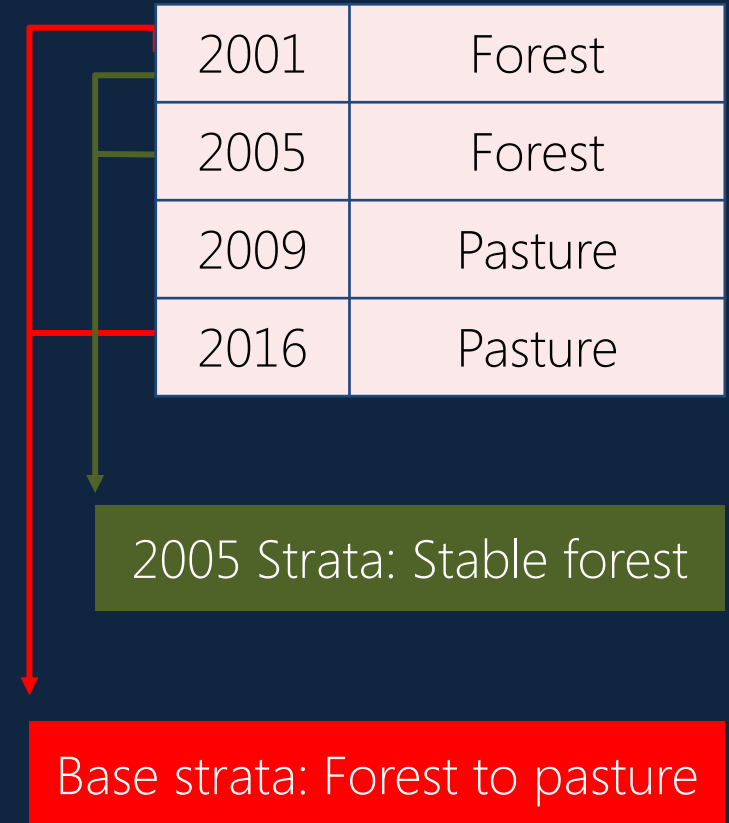 2001 Forest
2005 Forest
2009 Pasture
2016 Pasture
2005 Strata: Stable forest
Base strata: Forest to pasture